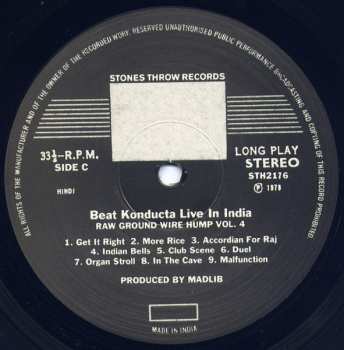 MANUFACTURER AND OF THE OWNER OF THE RECORDED WORK RESERVED UNAUTHORISED PUBLIC PERFORMANCE BROADCASTING AND COPYING OF THIS RECORD PROHIBITED
STONES THROW RECORDS
33⅓—R.P.M.
SIDE C
HINDI
LONG PLAY
STEREO
STH2176
Ⓟ 1978
Beat Konducta Live In India
RAW GROUND WIRE HUMP VOL. 4
1. Get It Right 2. More Rice 3. Accordian For Raj
4. Indian Bells 5. Club Scene 6. Duel
7. Organ Stroll 8. In The Cave 9. Malfunction
PRODUCED BY MADLIB
MADE IN INDIA